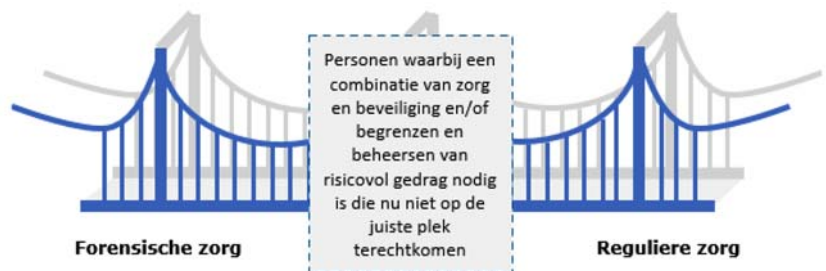 Personen waarbij een
combinatie van zorg
en beveiliging en/of
begrenzen en
beheersen van
risicovol gedrag nodig
is die nu niet op de
juiste plek
terechtkomen
Forensische zorg
Reguliere zorg